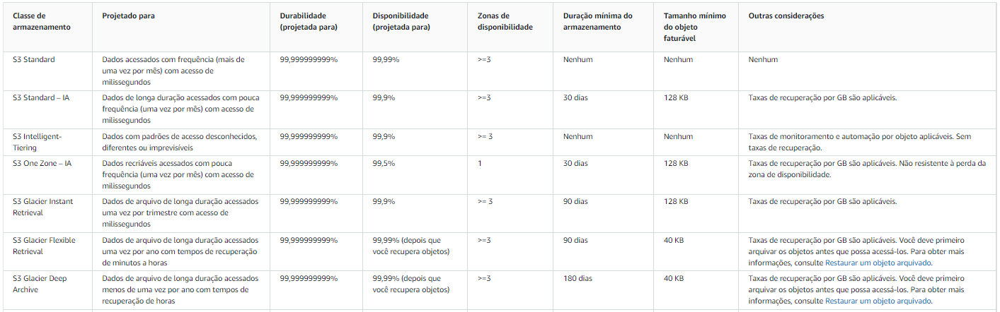 Classe de
armazenamento
Projetado para
Durabilidade
(projetada para)
Disponibilidade
(projetada para)
Zonas de
disponibilidade
Duração mínima do
armazenamento
Tamanho mínimo
do objeto
faturável
Outras considerações
S3 Standard
Dados acessados com frequência (mais de
uma vez por mês) com acesso de
milissegundos
99,999999999%
99,99%
>=3
Nenhum
Nenhum
Nenhum
S3 Standard – IA
Dados de longa duração acessados com pouca
frequência (uma vez por mês) com acesso de
milissegundos
99,999999999%
99,9%
>=3
30 dias
128 KB
Taxas de recuperação por GB são aplicáveis.
S3 Intelligent-
Tiering
Dados com padrões de acesso desconhecidos,
diferentes ou imprevisíveis
99,999999999%
99,9%
>= 3
Nenhum
Nenhum
Taxas de monitoramento e automação por objeto aplicáveis. Sem
taxas de recuperação.
S3 One Zone – IA
Dados recriáveis acessados com pouca
frequência (uma vez por mês) com acesso de
milissegundos
99,999999999%
99,5%
1
30 dias
128 KB
Taxas de recuperação por GB são aplicáveis. Não resistente à perda da
zona de disponibilidade.
S3 Glacier Instant
Retrieval
Dados de arquivo de longa duração acessados
uma vez por trimestre com acesso de
milissegundos
99,999999999%
99,9%
>= 3
90 dias
128 KB
Taxas de recuperação por GB são aplicáveis.
S3 Glacier Flexible
Retrieval
Dados de arquivo de longa duração acessados
uma vez por ano com tempos de recuperação
de minutos a horas
99,999999999%
99,99% (depois que
você recupera objetos)
>=3
90 dias
40 KB
Taxas de recuperação por GB são aplicáveis. Você deve primeiro
arquivar os objetos antes que possa acessá-los. Para obter mais
informações, consulte Restaurar um objeto arquivado.
S3 Glacier Deep
Archive
Dados de arquivo de longa duração acessados
menos de uma vez por ano com tempos de
recuperação de horas
99,999999999%
99,99% (depois que
você recupera objetos)
>=3
180 dias
40 KB
Taxas de recuperação por GB são aplicáveis. Você deve primeiro
arquivar os objetos antes que possa acessá-los. Para obter mais
informações, consulte Restaurar um objeto arquivado.